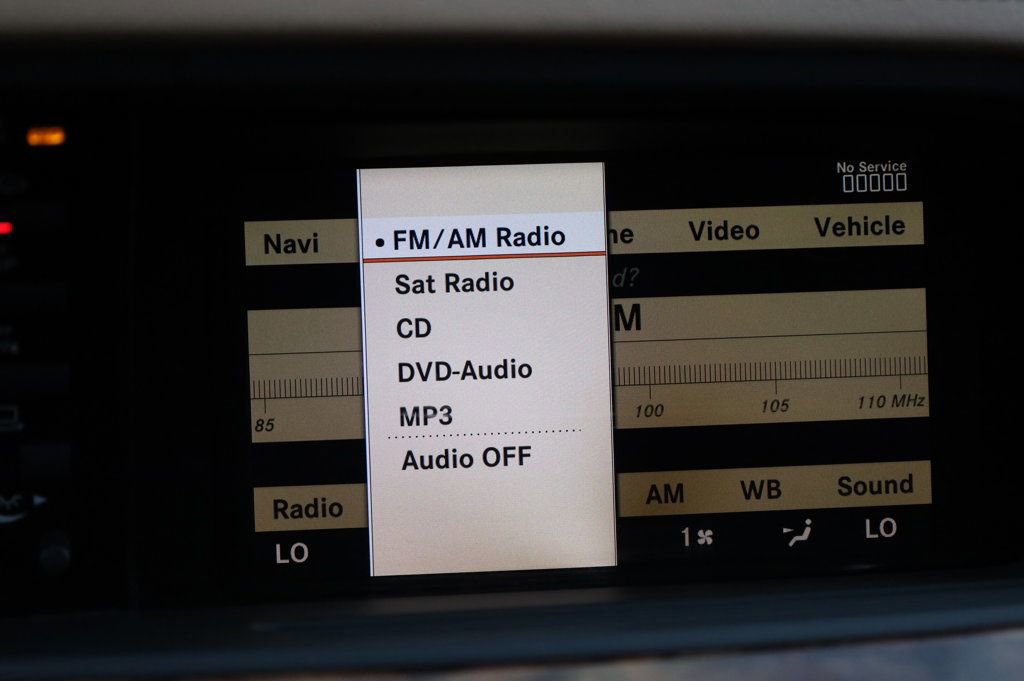 No Service
Navi
ne
Video
Vehicle
• FM/AM Radio
Sat Radio
CD
DVD-Audio
MP3
Audio OFF
d?
M
85
100
105
110 MHz
Radio
AM
WB
Sound
LO
1
LO